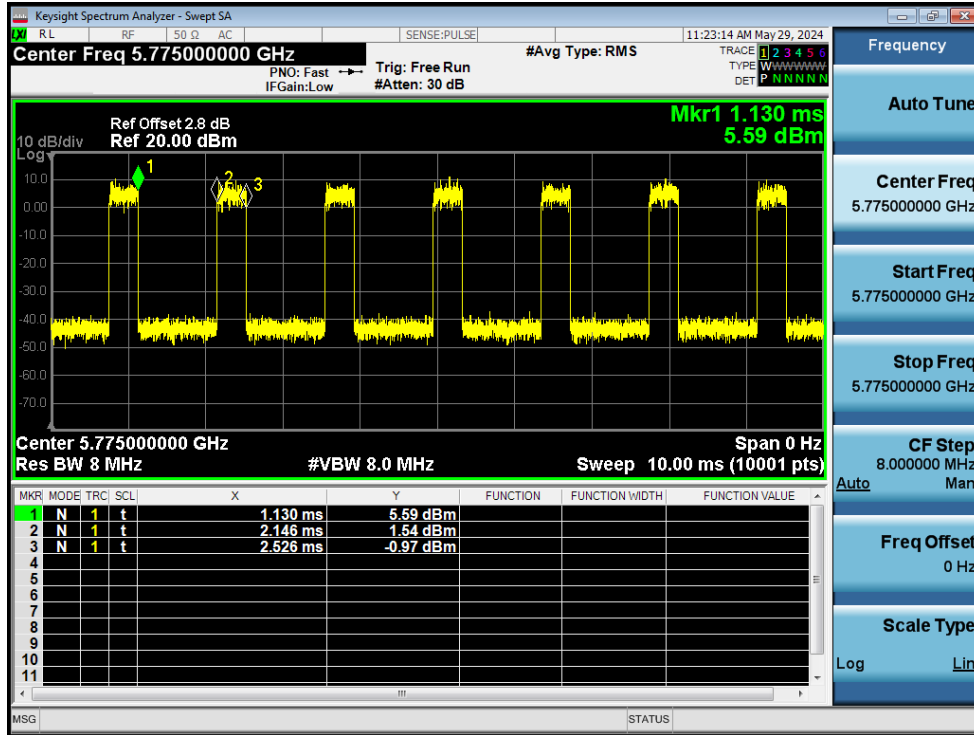 Keysight Spectrum Analyzer - Swept SA
LXI RL RF 50 Ω AC SENSE:PULSE 11:23:14 AM May 29, 2024
Center Freq 5.775000000 GHz
PNO: Fast
IFGain:Low
Trig: Free Run
#Atten: 30 dB
#Avg Type: RMS
TRACE 1 2 3 4 5 6
TYPE WWWWWW
DET P N N N N N
Mkr1 1.130 ms
5.59 dBm
Ref Offset 2.8 dB
10 dB/div Ref 20.00 dBm
Log
10.0
0.00
-10.0
-20.0
-30.0
-40.0
-50.0
-60.0
-70.0
1
2
3
Center 5.775000000 GHz Span 0 Hz
Res BW 8 MHz #VBW 8.0 MHz Sweep 10.00 ms (10001 pts)
MKR MODE TRC SCL X Y FUNCTION FUNCTION WIDTH FUNCTION VALUE
1 N 1 t 1.130 ms 5.59 dBm
2 N 1 t 2.146 ms 1.54 dBm
3 N 1 t 2.526 ms -0.97 dBm
4
5
6
7
8
9
10
11
MSG STATUS
Frequency
Auto Tune
Center Freq
5.775000000 GHz
Start Freq
5.775000000 GHz
Stop Freq
5.775000000 GHz
CF Step
8.000000 MHz
Auto Man
Freq Offset
0 Hz
Scale Type
Log Lin